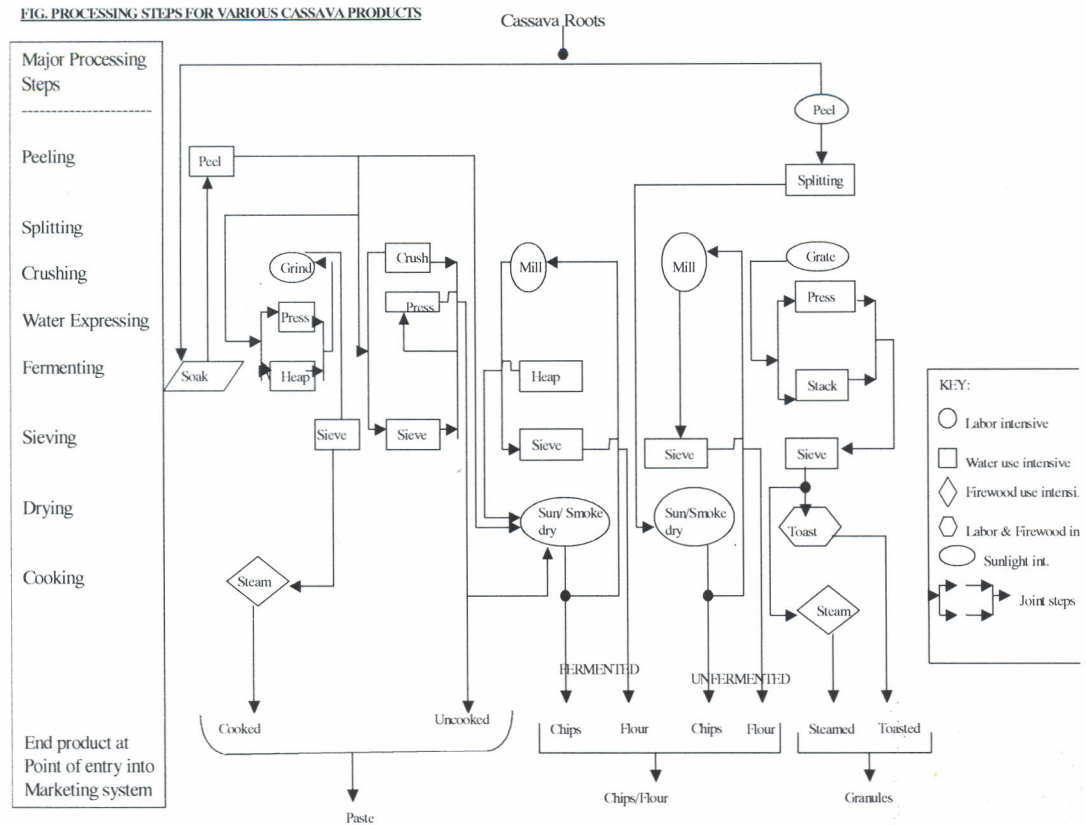 FIG. PROCESSING STEPS FOR VARIOUS CASSAVA PRODUCTS
Cassava Roots
Major Processing
Steps
Peeling
Splitting
Crushing
Water Expressing
Fermenting
Sieving
Drying
Cooking
End product at
Point of entry into
Marketing system
Peel
Peel
Splitting
Grind
Crush
Mill
Mill
Grate
Press
Press
Press
Soak
Heap
Heap
Stack
Sieve
Sieve
Sieve
Sieve
Sieve
Sun/ Smoke
dry
Sun/Smoke
dry
Toast
Steam
Steam
FERMENTED
UNFERMENTED
Cooked
Uncooked
Chips
Flour
Chips
Flour
Steamed
Toasted
Paste
Chips/Flour
Granules
KEY:
Labor intensive
Water use intensive
Firewood use intensi.
Labor & Firewood in
Sunlight int.
Joint steps